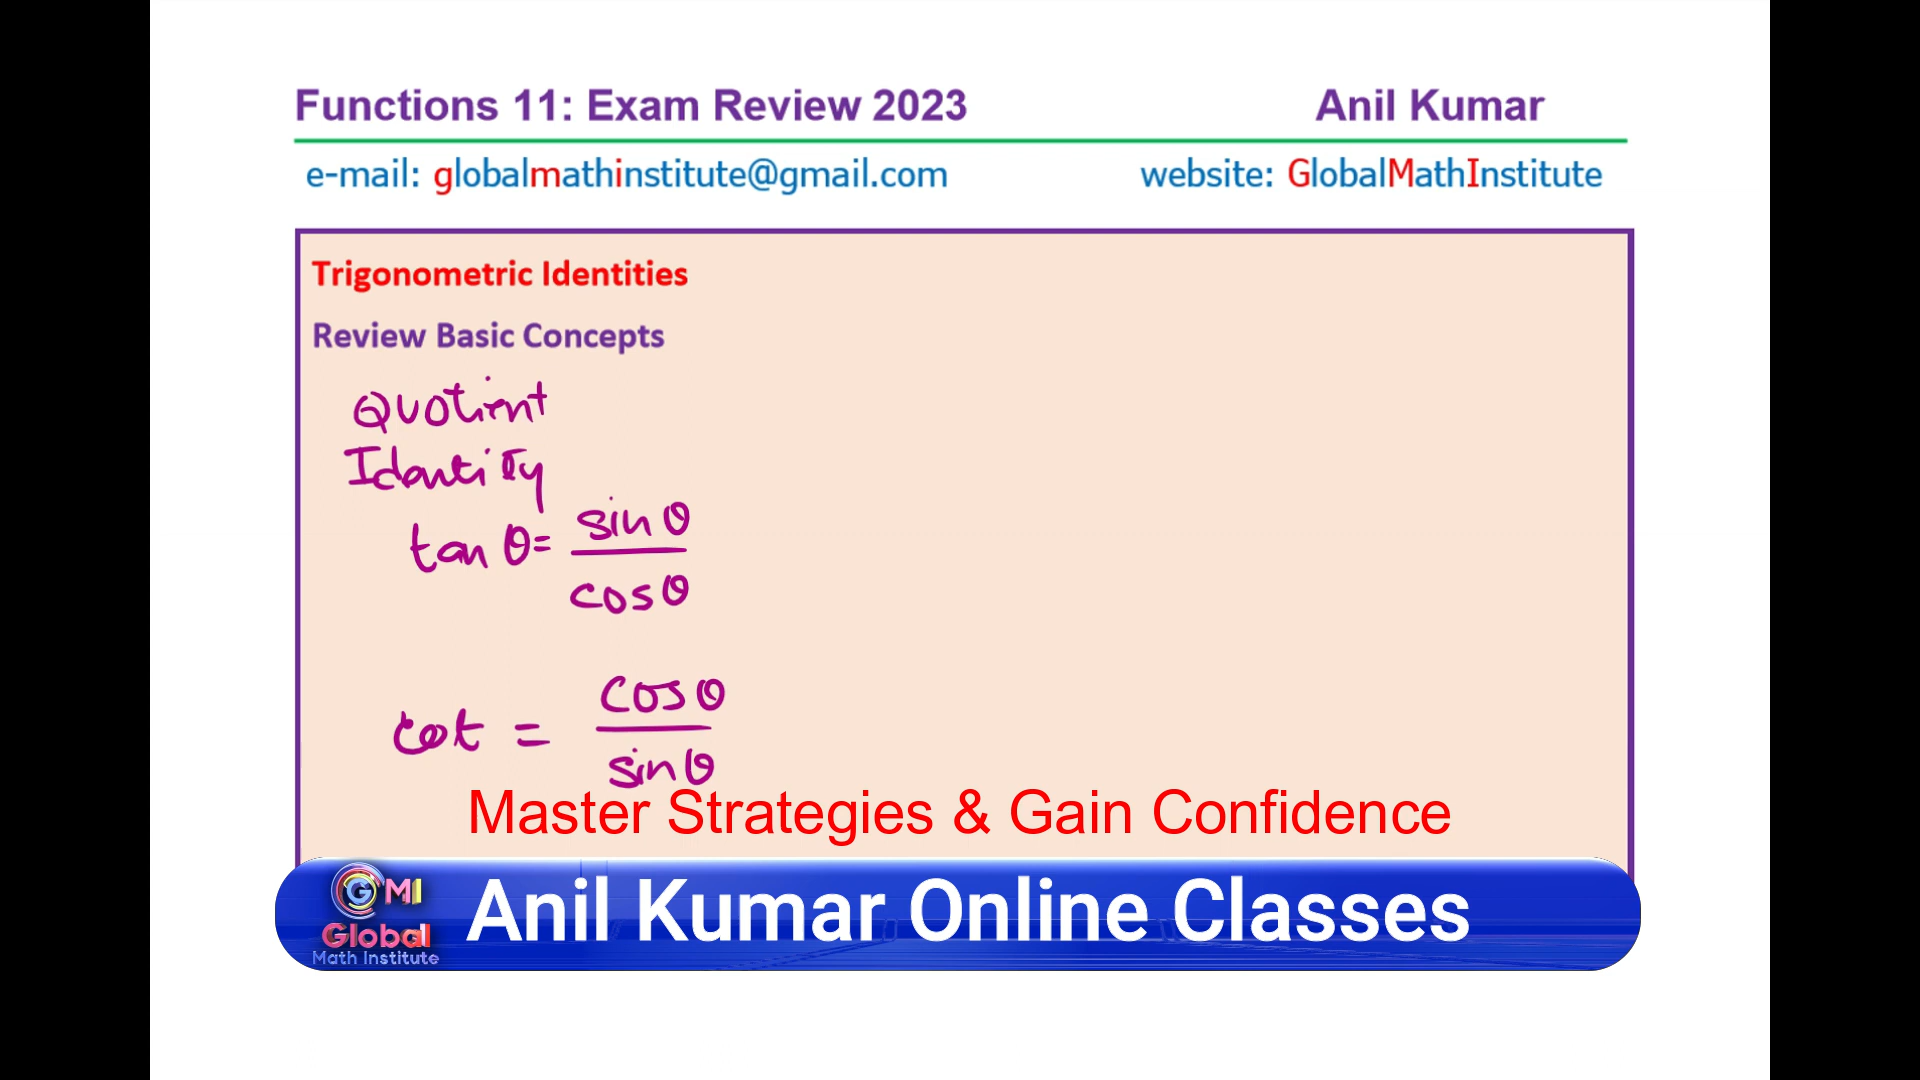 Functions 11: Exam Review 2023 Anil Kumar
e-mail: globalmathinstitute@gmail.com website: GlobalMathInstitute
Trigonometric Identities
Review Basic Concepts
Quotient
Identity
tan θ = sin θ / cos θ
cot = cos θ / sin θ
Master Strategies & Gain Confidence
GMI
Global
Math Institute
Anil Kumar Online Classes